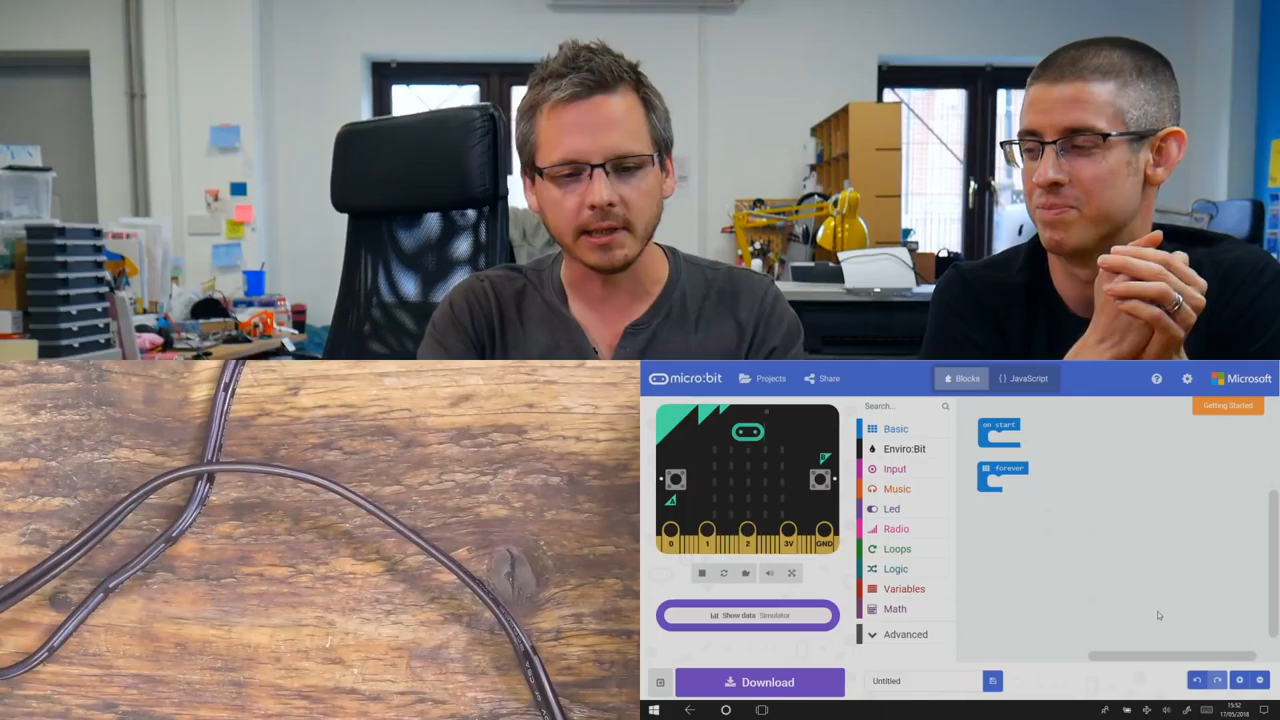 micro:bit Projects Share Blocks {} JavaScript ? Microsoft
Getting Started
Search...
Basic
Enviro:Bit
Input
Music
Led
Radio
Loops
Logic
Variables
Math
Advanced
on start
forever
B
A
0 1 2 3V GND
Show data Simulator
Download
Untitled
15:52
17/05/2018